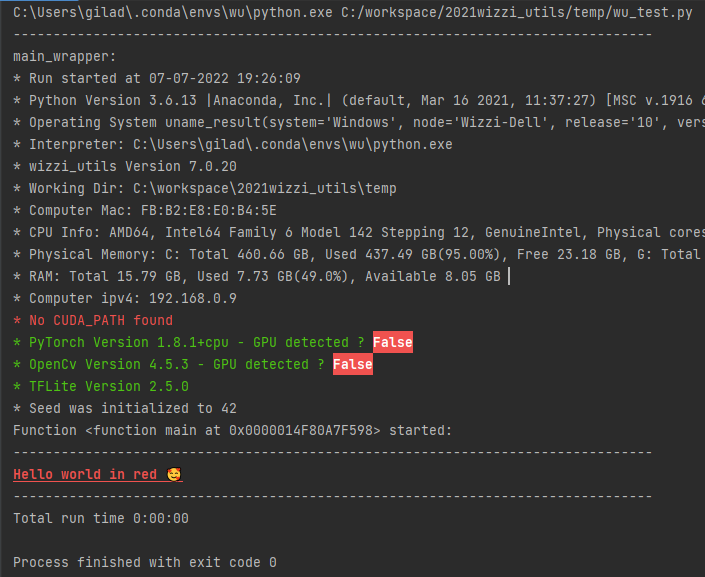 C:\Users\gilad\.conda\envs\wu\python.exe C:/workspace/2021wizzi_utils/temp/wu_test.py
--------------------------------------------------------------------------------
main_wrapper:
* Run started at 07-07-2022 19:26:09
* Python Version 3.6.13 |Anaconda, Inc.| (default, Mar 16 2021, 11:37:27) [MSC v.1916 6
* Operating System uname_result(system='Windows', node='Wizzi-Dell', release='10', vers
* Interpreter: C:\Users\gilad\.conda\envs\wu\python.exe
* wizzi_utils Version 7.0.20
* Working Dir: C:\workspace\2021wizzi_utils\temp
* Computer Mac: FB:B2:E8:E0:B4:5E
* CPU Info: AMD64, Intel64 Family 6 Model 142 Stepping 12, GenuineIntel, Physical cores
* Physical Memory: C: Total 460.66 GB, Used 437.49 GB(95.00%), Free 23.18 GB, G: Total
* RAM: Total 15.79 GB, Used 7.73 GB(49.0%), Available 8.05 GB
* Computer ipv4: 192.168.0.9
* No CUDA_PATH found
* PyTorch Version 1.8.1+cpu - GPU detected ? False
* OpenCv Version 4.5.3 - GPU detected ? False
* TFLite Version 2.5.0
* Seed was initialized to 42
Function <function main at 0x0000014F80A7F598> started:
--------------------------------------------------------------------------------
Hello world in red 🥰
--------------------------------------------------------------------------------
Total run time 0:00:00
Process finished with exit code 0